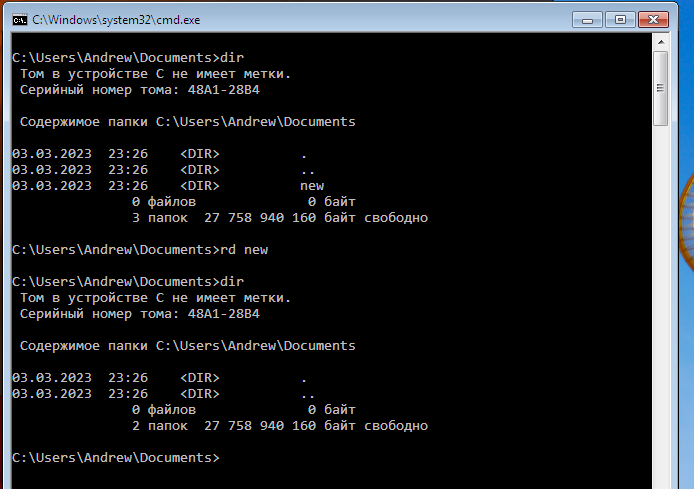 C:\Windows\system32\cmd.exe
C:\Users\Andrew\Documents>dir
Том в устройстве C не имеет метки.
Серийный номер тома: 48A1-28B4
Содержимое папки C:\Users\Andrew\Documents
03.03.2023  23:26    <DIR>          .
03.03.2023  23:26    <DIR>          ..
03.03.2023  23:26    <DIR>          new
0 файлов              0 байт
3 папок  27 758 940 160 байт свободно
C:\Users\Andrew\Documents>rd new
C:\Users\Andrew\Documents>dir
Том в устройстве C не имеет метки.
Серийный номер тома: 48A1-28B4
Содержимое папки C:\Users\Andrew\Documents
03.03.2023  23:26    <DIR>          .
03.03.2023  23:26    <DIR>          ..
0 файлов              0 байт
2 папок  27 758 940 160 байт свободно
C:\Users\Andrew\Documents>